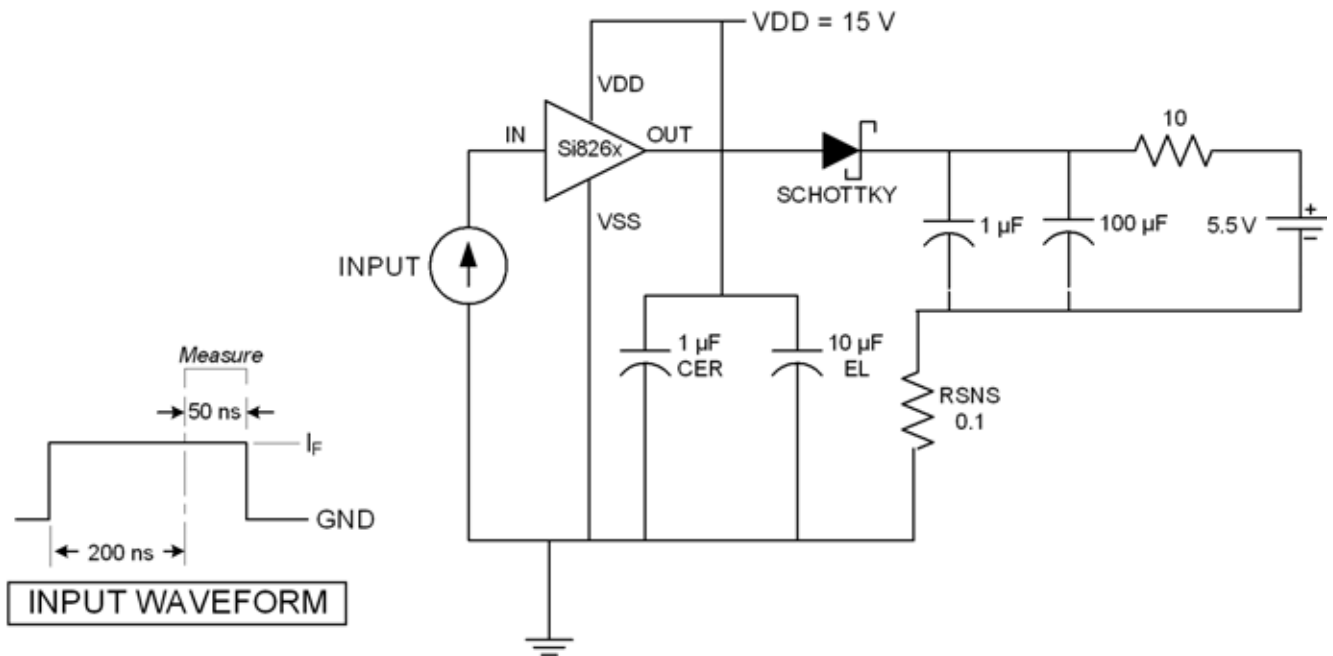 VDD = 15 V
VDD
IN
Si826x
OUT
10
SCHOTTKY
VSS
1 µF
100 µF
5.5 V
+
−
INPUT
1 µF
CER
10 µF
EL
RSNS
0.1
Measure
50 ns
IF
GND
200 ns
INPUT WAVEFORM